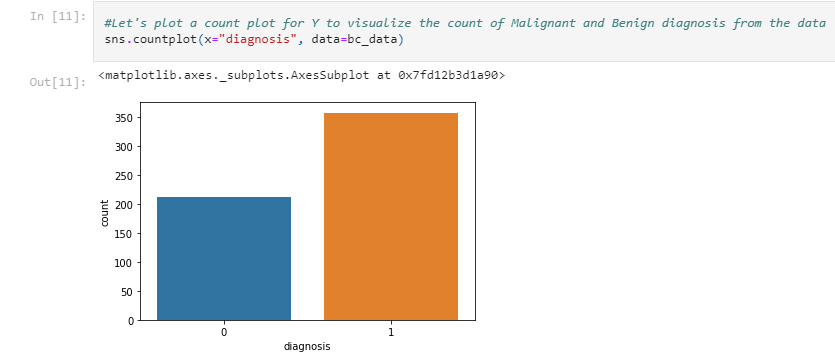 In [11]:
#Let's plot a count plot for Y to visualize the count of Malignant and Benign diagnosis from the data
sns.countplot(x="diagnosis", data=bc_data)
Out[11]:
<matplotlib.axes._subplots.AxesSubplot at 0x7fd12b3d1a90>
350
300
250
200
150
100
50
0
count
0 1
diagnosis